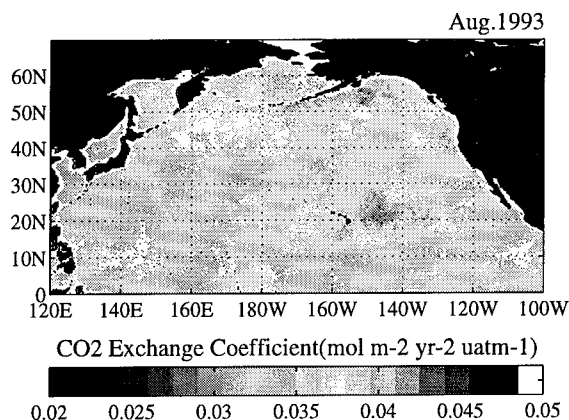 Aug.1993
60N
50N
40N
30N
20N
10N
0
120E 140E 160E 180W 160W 140W 120W 100W
CO2 Exchange Coefficient(mol m-2 yr-2 uatm-1)
0.02 0.025 0.03 0.035 0.04 0.045 0.05